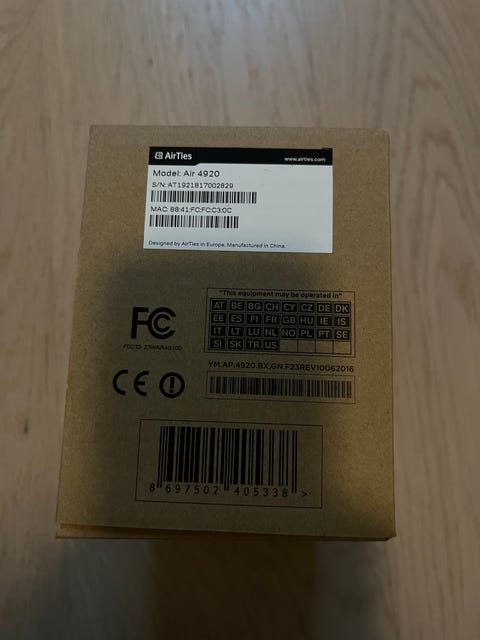 AirTies
www.airties.com
Model: Air 4920
S/N: AT1921817002829
MAC: 88:41:FC:FC:C3:0C
Designed by AirTies in Europe. Manufactured in China.
"This equipment may be operated in"
AT BE BG CH CY CZ DE DK
EE ES FI FR GB HU IE IS
IT LT LU NL NO PL PT SE
SI SK TR US
FC
FCC ID:
YM.AP.4920.BX.GN.F23REV10062016
CE
8 697502 405338 >